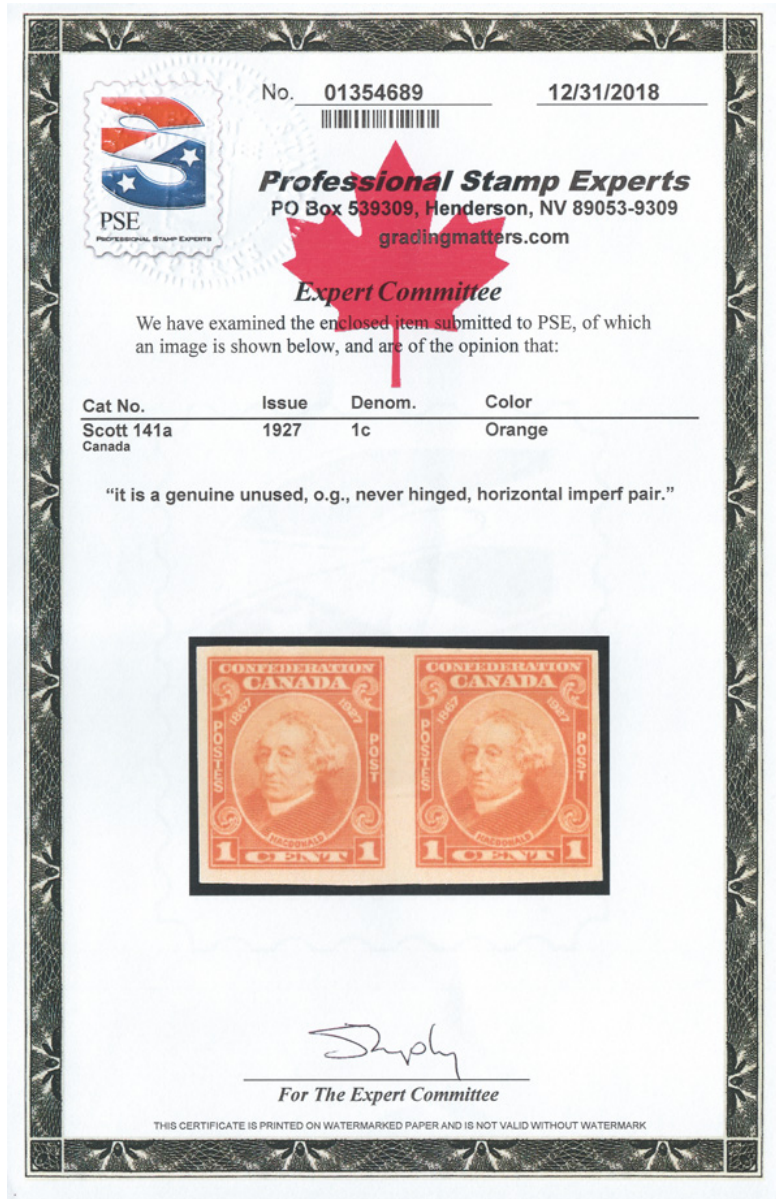 No. 01354689 12/31/2018
PSE
PROFESSIONAL STAMP EXPERTS
Professional Stamp Experts
PO Box 539309, Henderson, NV 89053-9309
gradingmatters.com
Expert Committee
We have examined the enclosed item submitted to PSE, of which
an image is shown below, and are of the opinion that:
Cat No. Issue Denom. Color
Scott 141a 1927 1c Orange
Canada
“it is a genuine unused, o.g., never hinged, horizontal imperf pair.”
CONFEDERATION
CANADA
1867 1927
POSTES POST
MACDONALD
1 CENT 1
CONFEDERATION
CANADA
1867 1927
POSTES POST
MACDONALD
1 CENT 1
For The Expert Committee
THIS CERTIFICATE IS PRINTED ON WATERMARKED PAPER AND IS NOT VALID WITHOUT WATERMARK